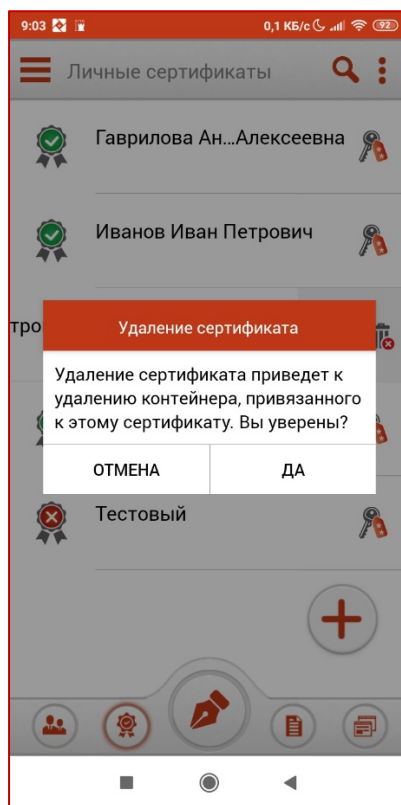 9:03 0,1 КБ/с 92
Личные сертификаты
Гаврилова Ан...Алексеевна
Иванов Иван Петрович
тро
Удаление сертификата
Удаление сертификата приведет к
удалению контейнера, привязанного
к этому сертификату. Вы уверены?
ОТМЕНА ДА
Тестовый